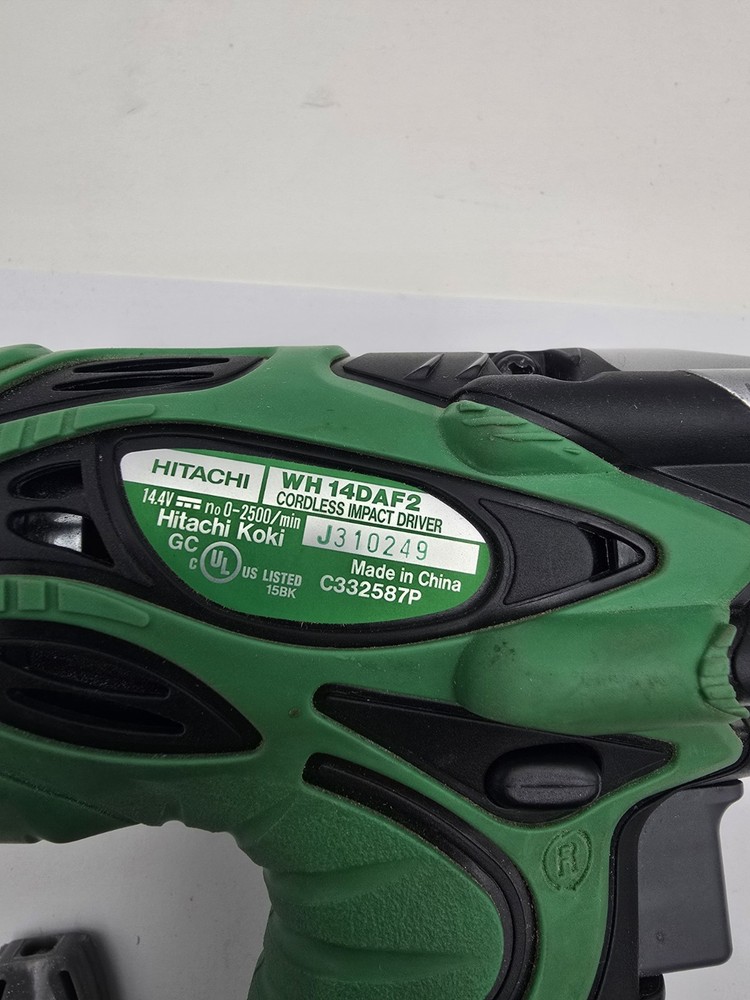 HITACHI WH 14DAF2
CORDLESS IMPACT DRIVER
14.4V ⎓ no 0-2500/min
Hitachi Koki J310249
GC Made in China
C UL US LISTED C332587P
15BK
R